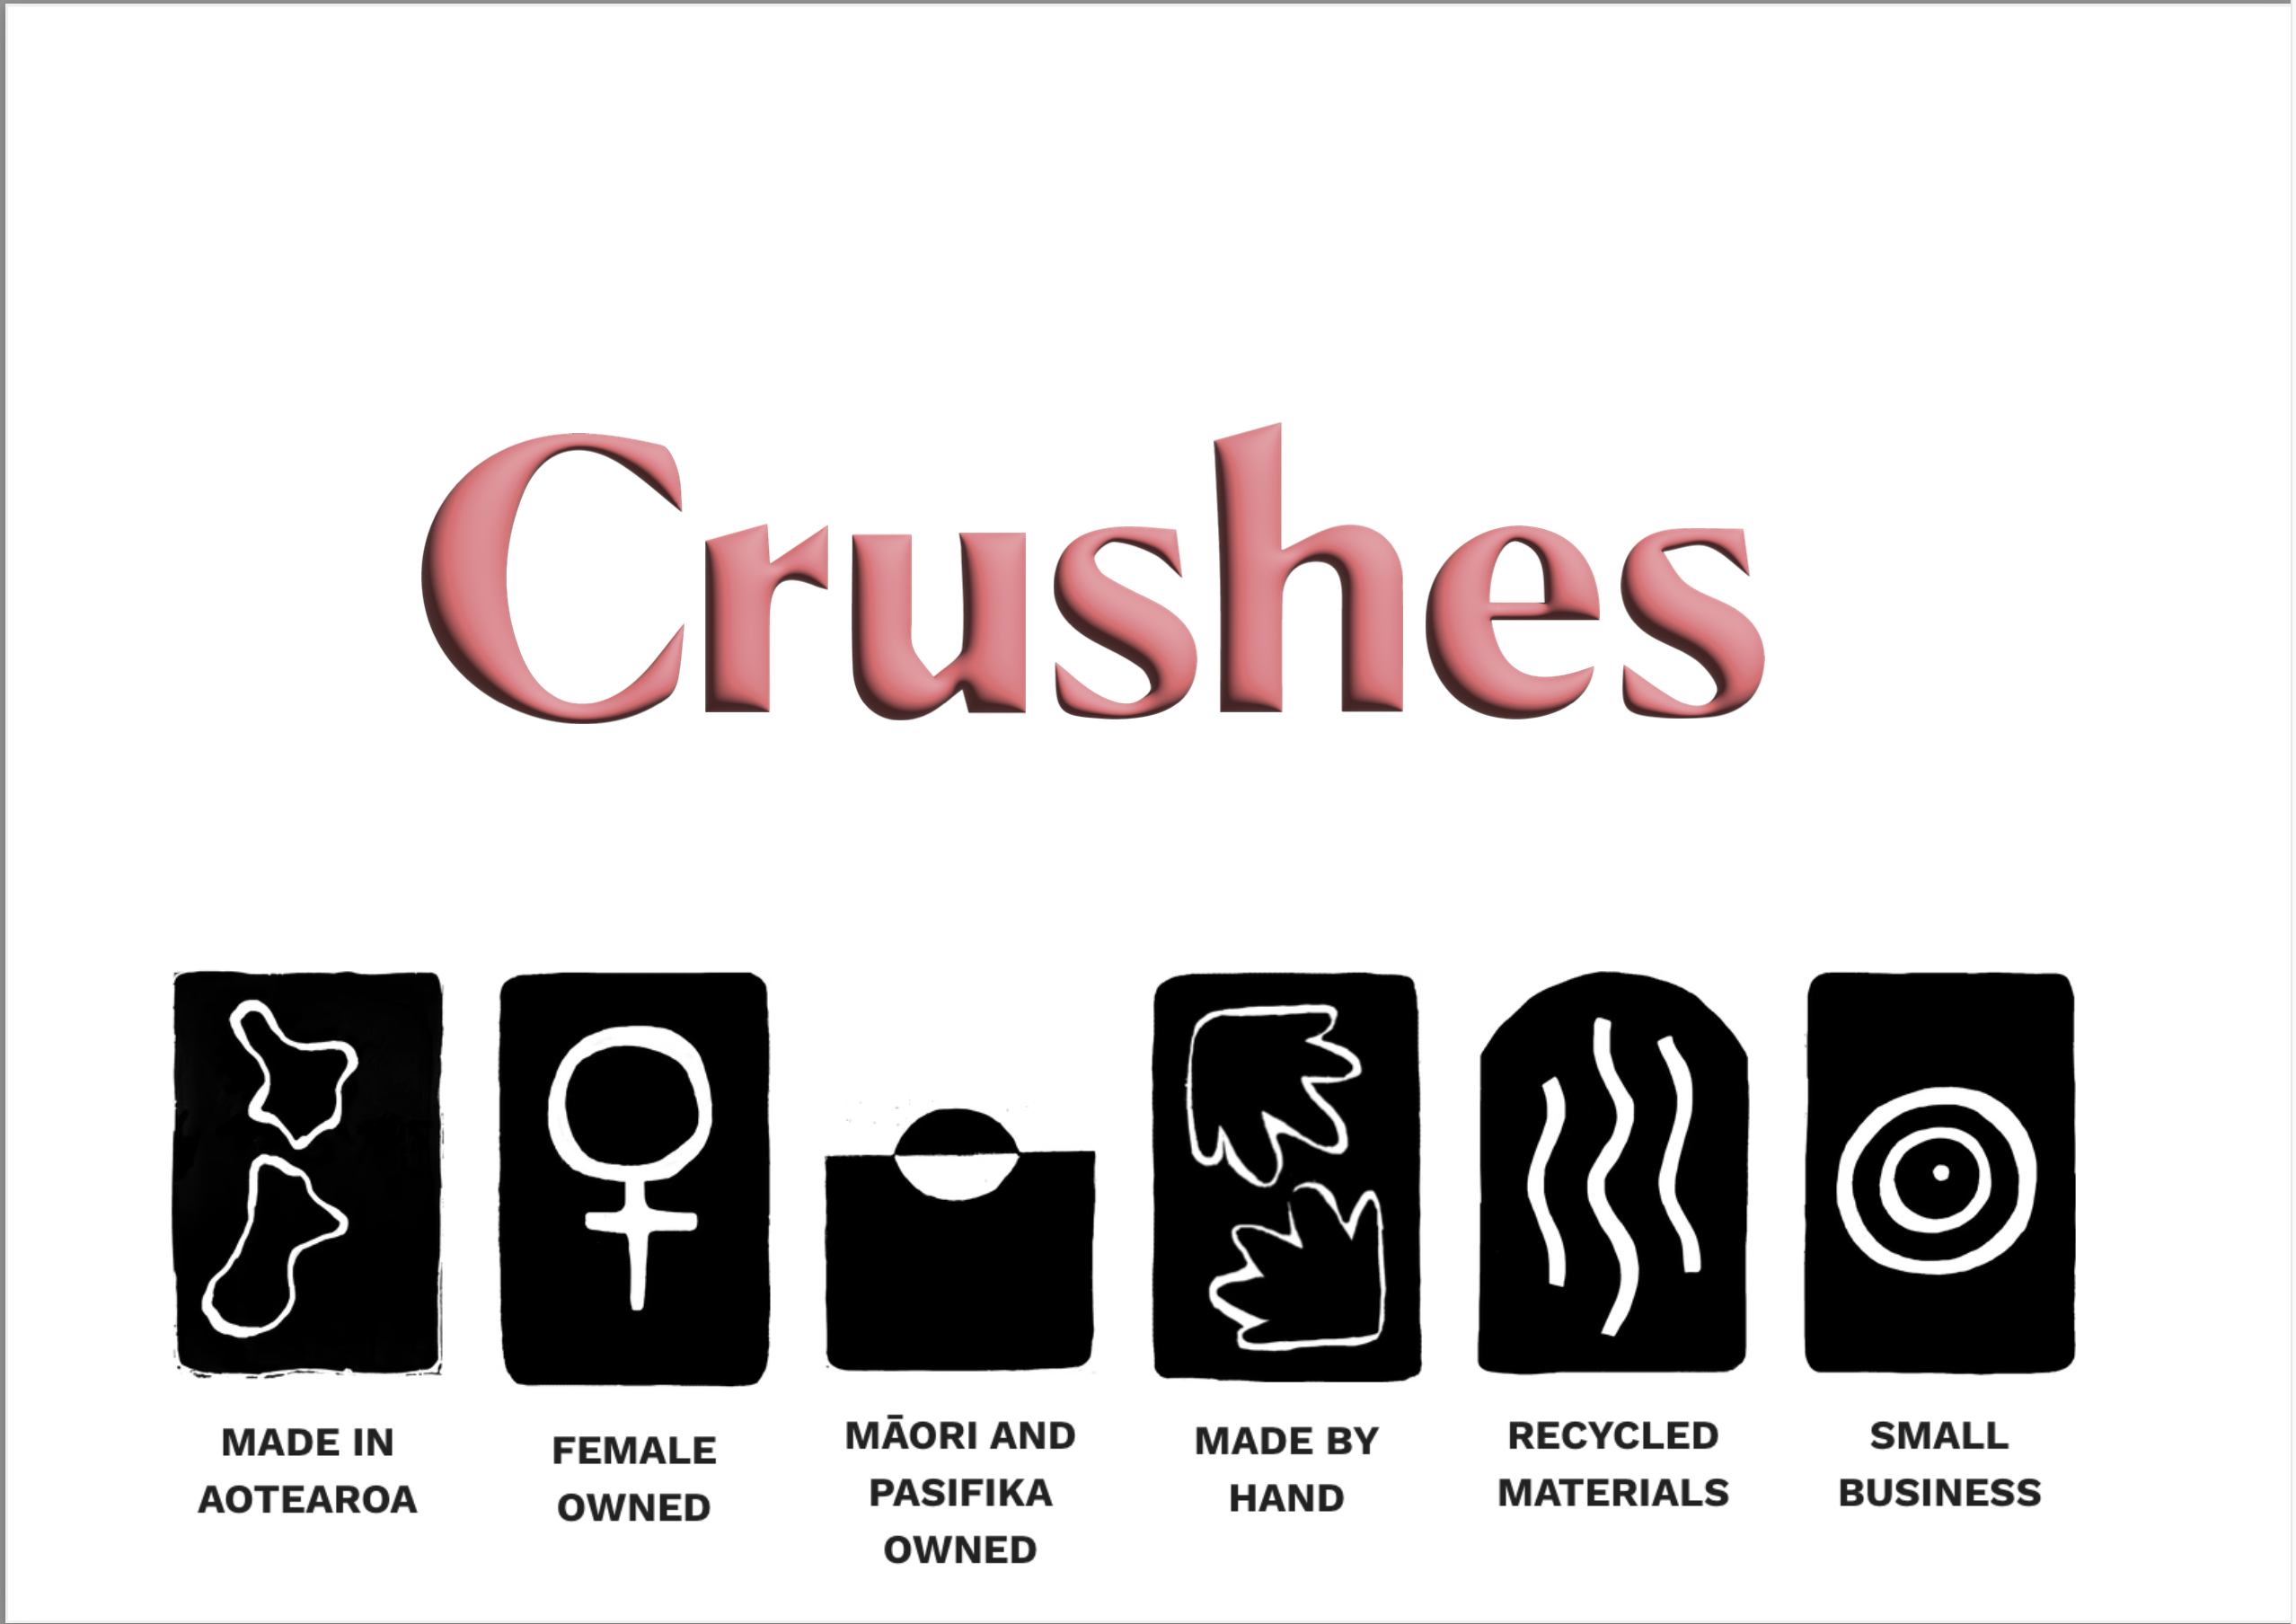 Crushes
MADE IN
AOTEAROA
FEMALE
OWNED
MĀORI AND
PASIFIKA
OWNED
MADE BY
HAND
RECYCLED
MATERIALS
SMALL
BUSINESS